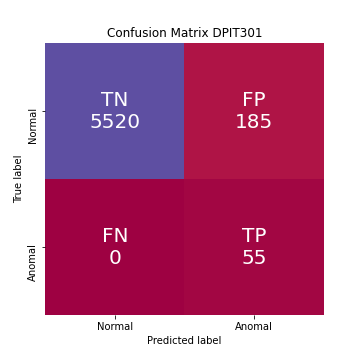 Confusion Matrix DPIT301
TN
5520
FP
185
FN
0
TP
55
Normal
Anomal
True label
Normal
Anomal
Predicted label